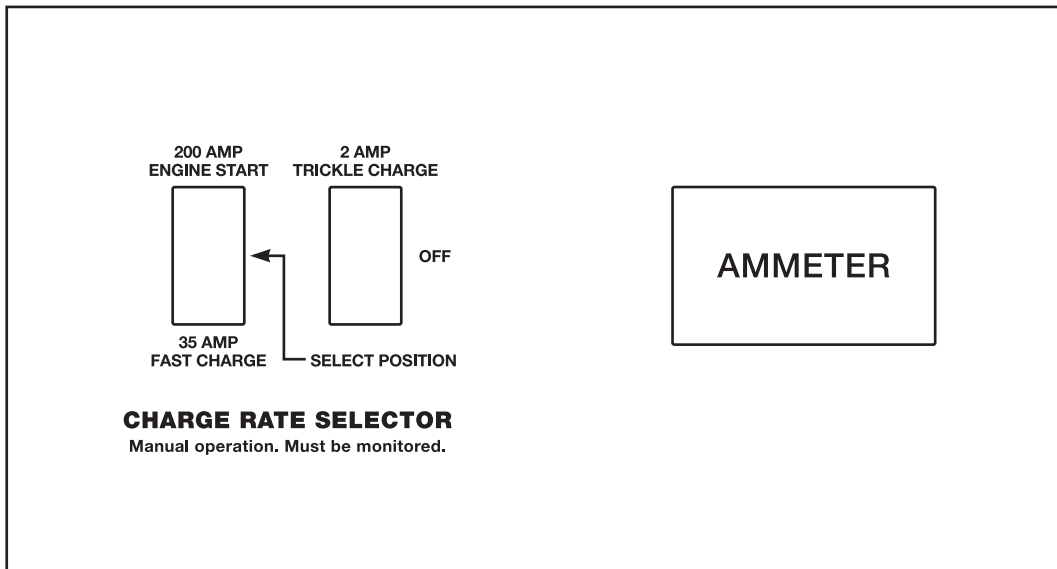 200 AMP
ENGINE START
2 AMP
TRICKLE CHARGE
OFF
AMMETER
35 AMP
FAST CHARGE
SELECT POSITION
CHARGE RATE SELECTOR
Manual operation. Must be monitored.